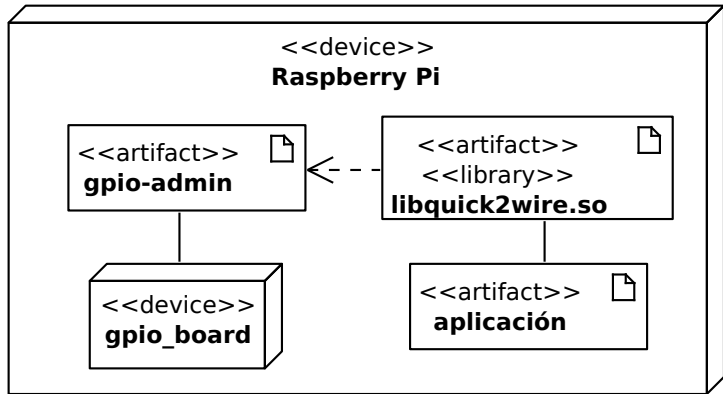 <<device>>
Raspberry Pi
<<artifact>>
gpio-admin
<<artifact>>
<<library>>
libquick2wire.so
<<device>>
gpio_board
<<artifact>>
aplicación